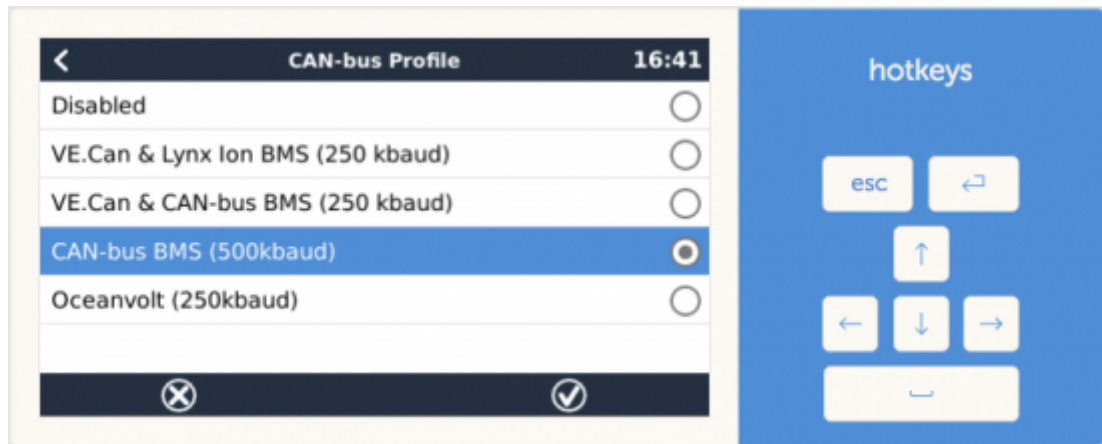 CAN-bus Profile 16:41
Disabled
VE.Can & Lynx Ion BMS (250 kbaud)
VE.Can & CAN-bus BMS (250 kbaud)
CAN-bus BMS (500kbaud)
Oceanvolt (250kbaud)
hotkeys
esc